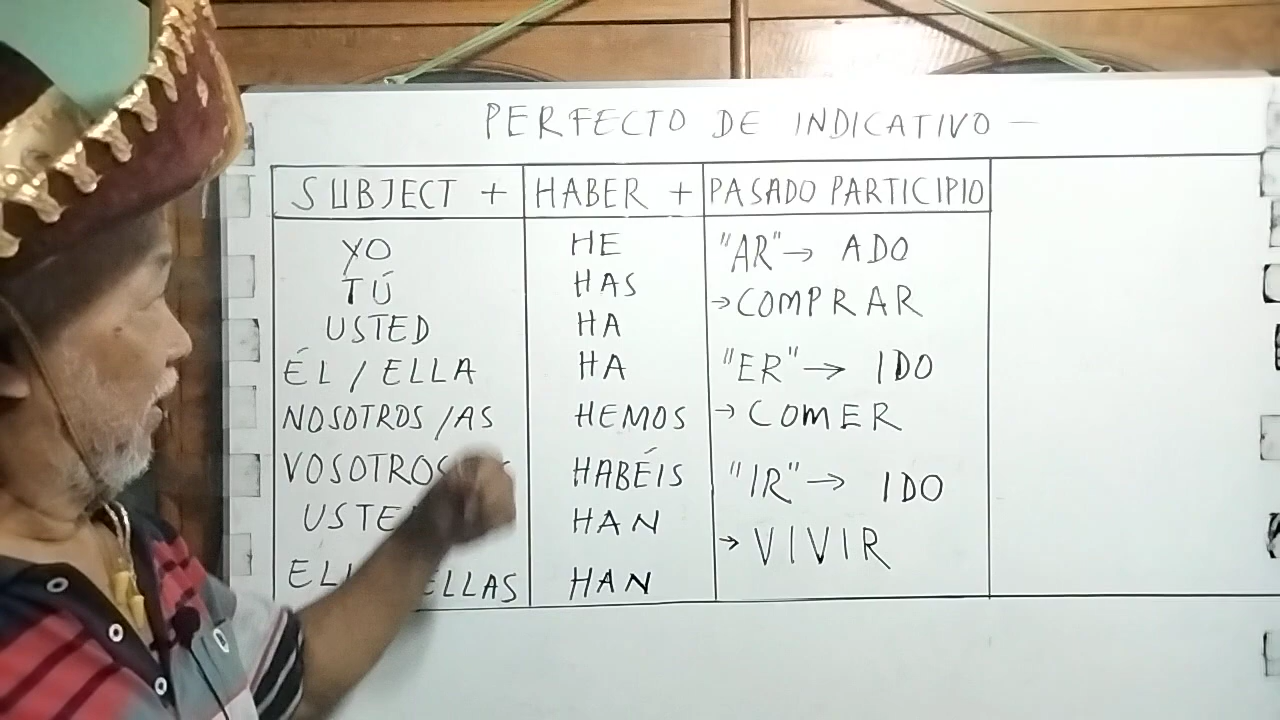 PERFECTO DE INDICATIVO —
SUBJECT + HABER + PASADO PARTICIPIO
YO HE "AR"→ ADO
TÚ HAS →COMPRAR
USTED HA
ÉL / ELLA HA "ER"→ IDO
NOSOTROS /AS HEMOS →COMER
HABÉIS "IR"→ IDO
HAN →VIVIR
ELLAS HAN